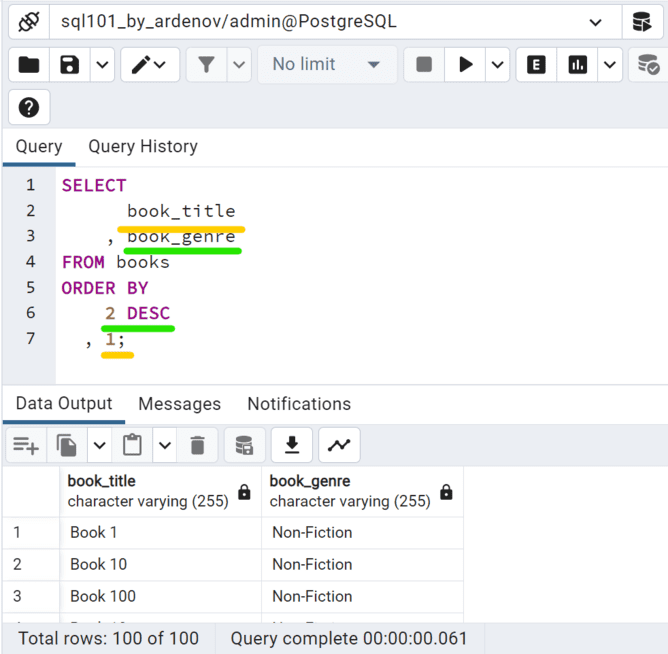 sql101_by_ardenov/admin@PostgreSQL
No limit
E
?
Query Query History
1 SELECT
2 book_title
3 , book_genre
4 FROM books
5 ORDER BY
6 2 DESC
7 , 1;
Data Output Messages Notifications
book_title book_genre
character varying (255) character varying (255)
1 Book 1 Non-Fiction
2 Book 10 Non-Fiction
3 Book 100 Non-Fiction
Total rows: 100 of 100 Query complete 00:00:00.061